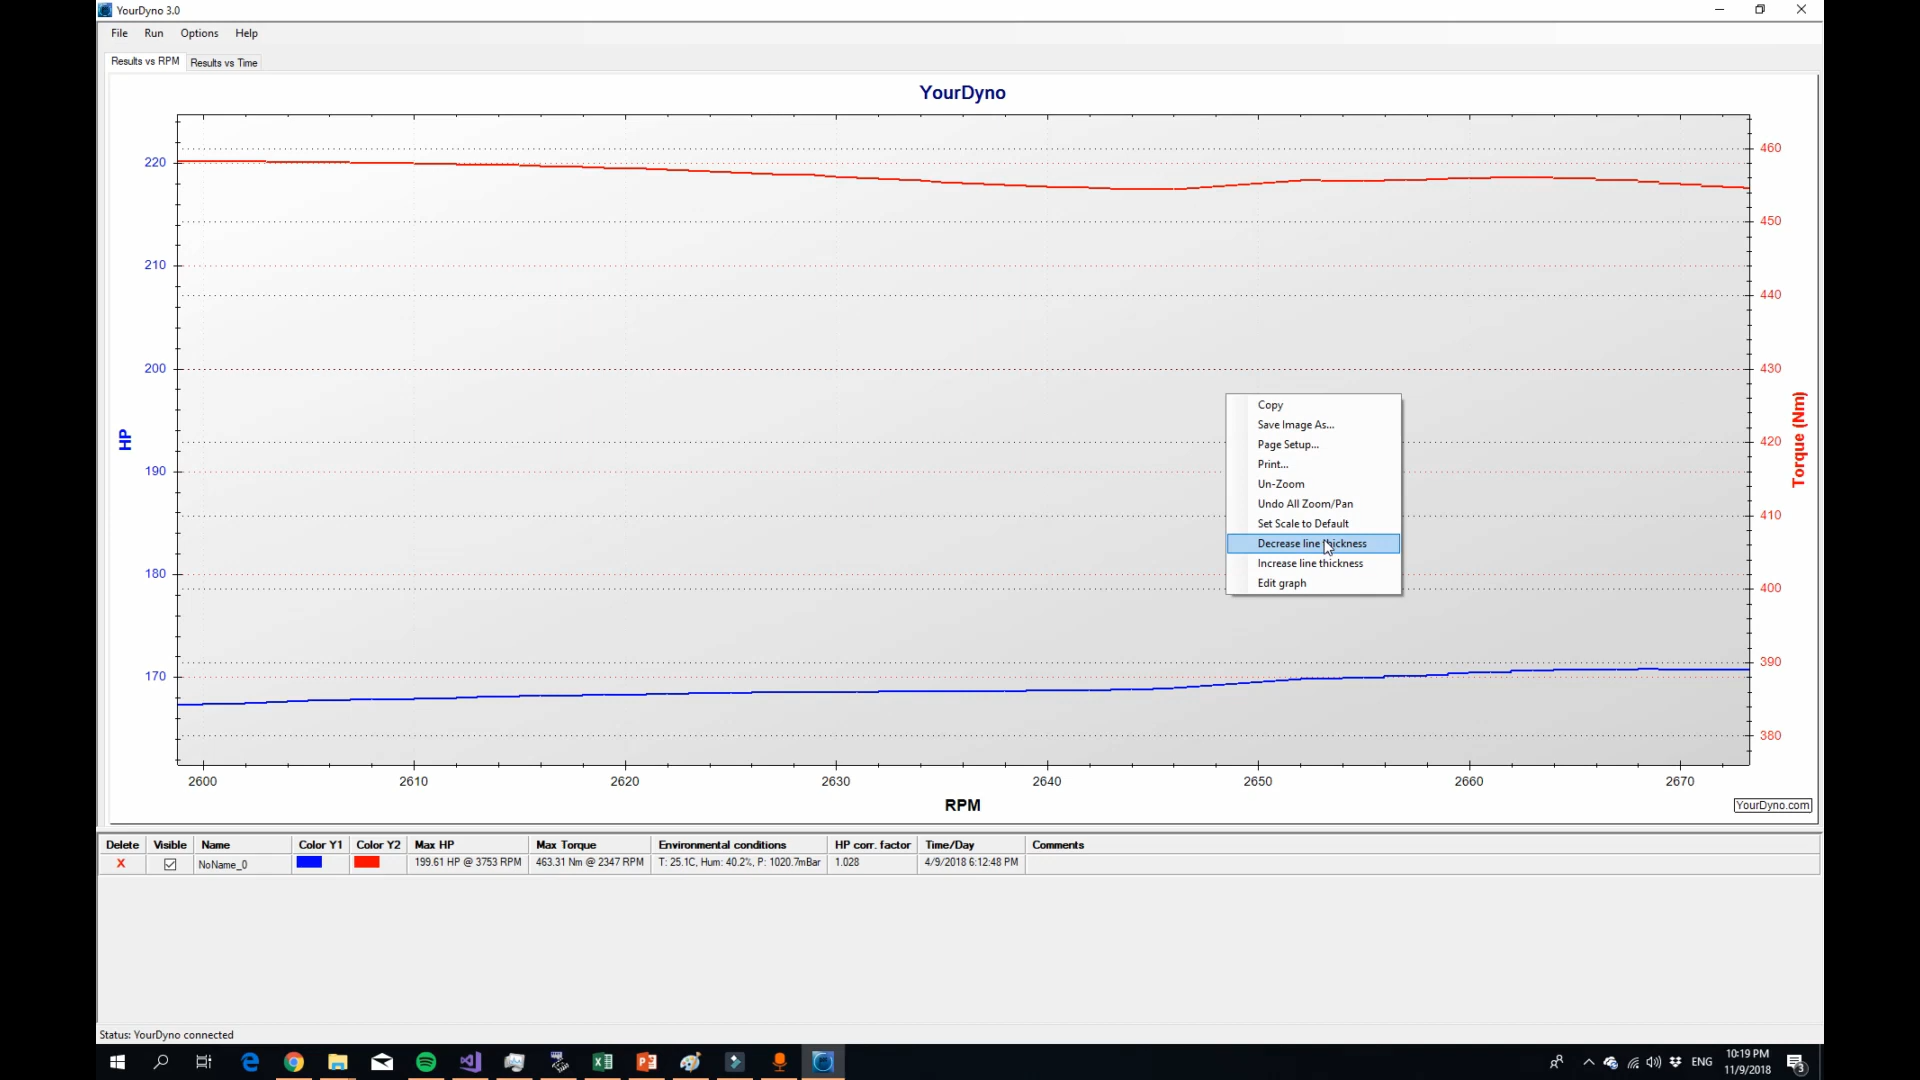 YourDyno 3.0
File Run Options Help
Results vs RPM Results vs Time
YourDyno
220 460
450
210
440
200 430
HP
Torque (Nm)
420
190
410
180
400
390
170
380
Copy
Save Image As...
Page Setup...
Print...
Un-Zoom
Undo All Zoom/Pan
Set Scale to Default
Decrease line thickness
Increase line thickness
Edit graph
2600 2610 2620 2630 2640 2650 2660 2670
RPM
YourDyno.com
Delete Visible Name Color Y1 Color Y2 Max HP Max Torque Environmental conditions HP corr. factor Time/Day Comments
X NoName_0 199.61 HP @ 3753 RPM 463.31 Nm @ 2347 RPM T: 25.1C, Hum: 40.2%, P: 1020.7mBar 1.028 4/9/2018 6:12:48 PM
Status: YourDyno connected
ENG
10:19 PM
11/9/2018
3